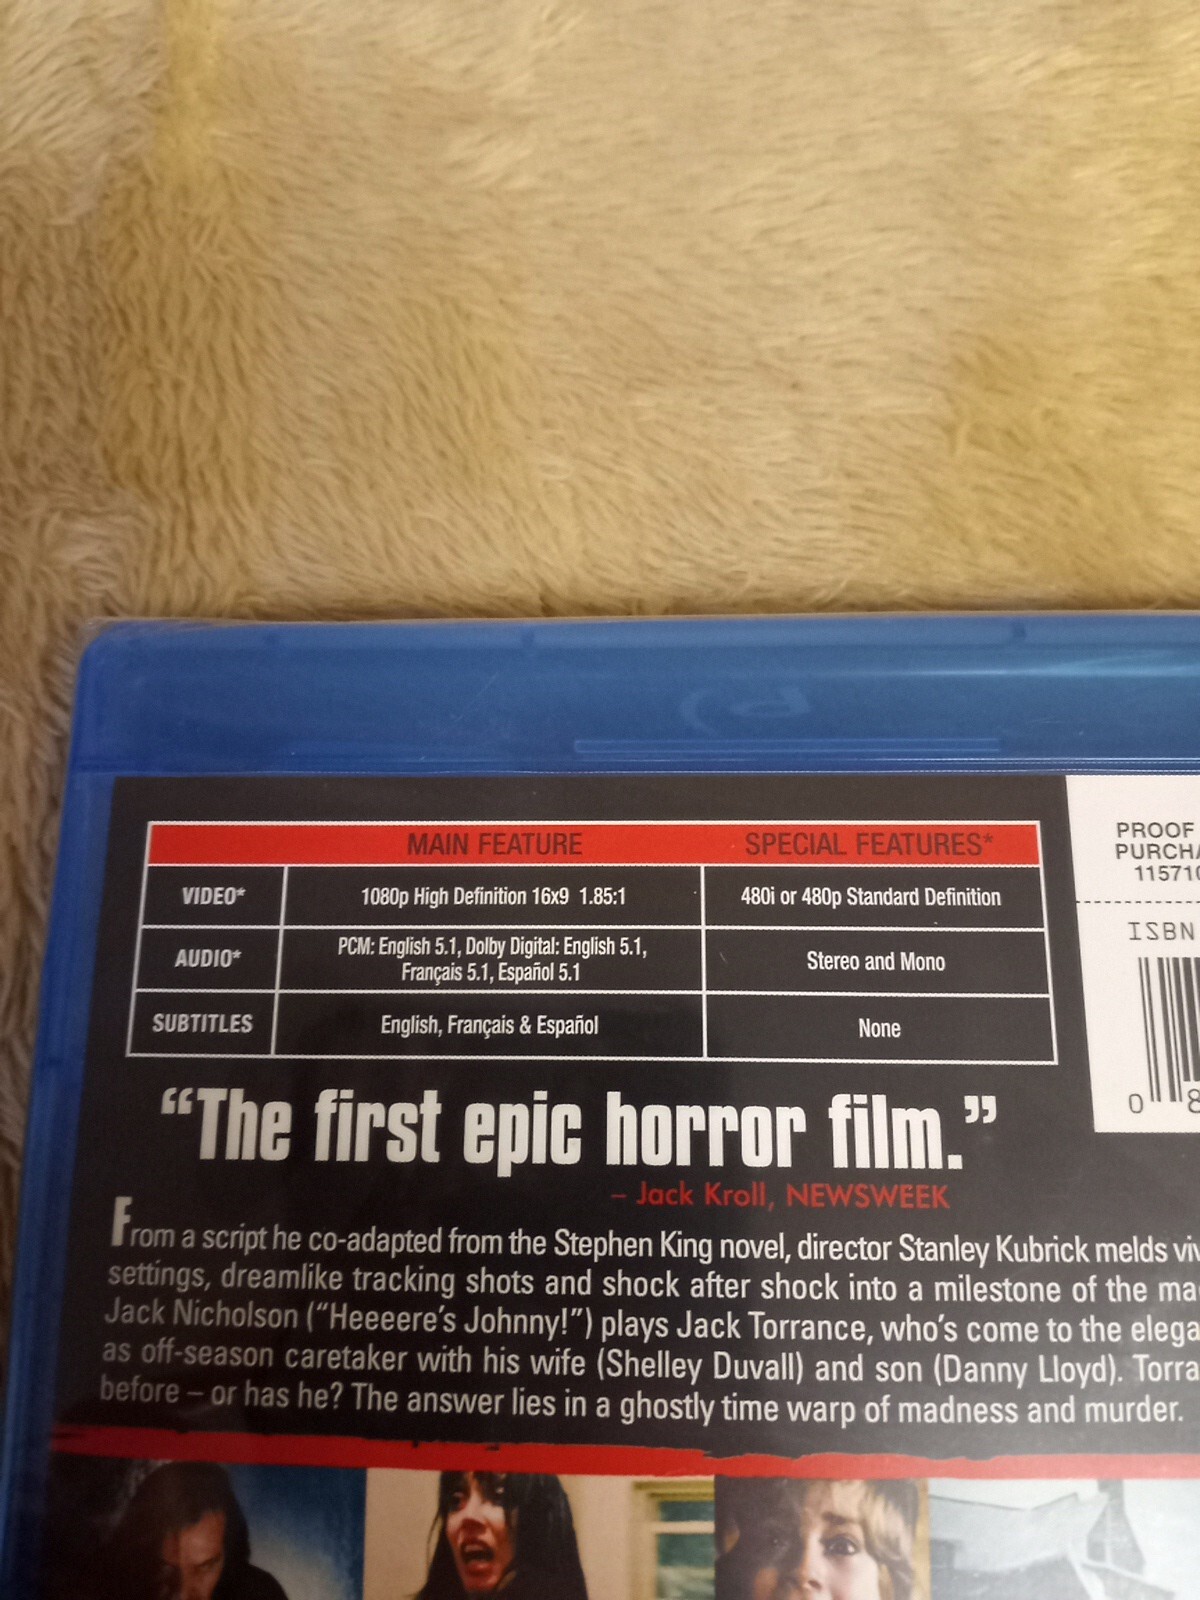 MAIN FEATURE SPECIAL FEATURES*
VIDEO* 1080p High Definition 16x9 1.85:1 480i or 480p Standard Definition
AUDIO* PCM: English 5.1, Dolby Digital: English 5.1,
Français 5.1, Español 5.1 Stereo and Mono
SUBTITLES English, Français & Español None
PROOF
PURCHA
115710
ISBN
0 8
“The first epic horror film.”
– Jack Kroll, NEWSWEEK
From a script he co-adapted from the Stephen King novel, director Stanley Kubrick melds
settings, dreamlike tracking shots and shock after shock into a milestone of the
Jack Nicholson (“Heeeere’s Johnny!”) plays Jack Torrance, who’s come to the
as off-season caretaker with his wife (Shelley Duvall) and son (Danny Lloyd).
before – or has he? The answer lies in a ghostly time warp of madness and murder.